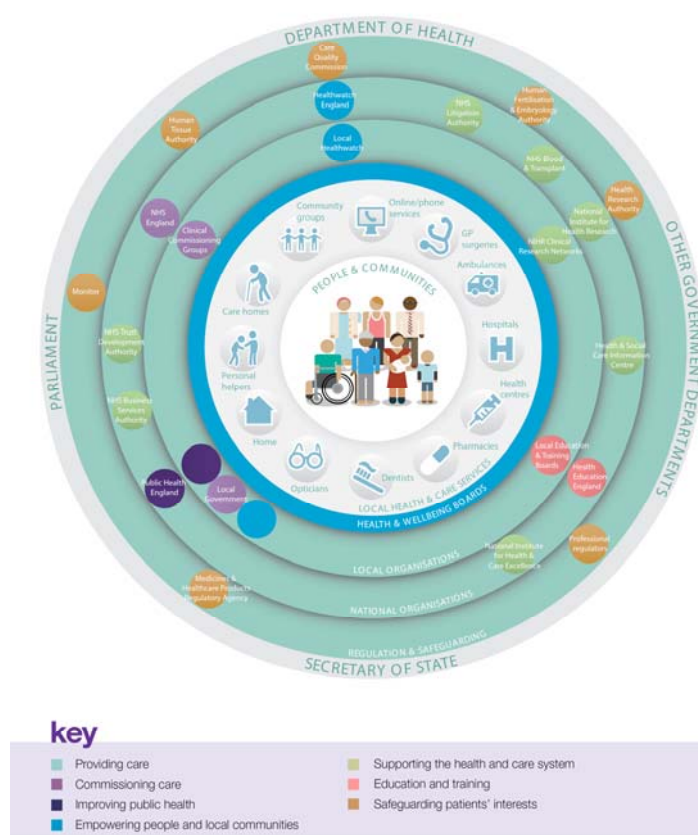 DEPARTMENT OF HEALTH
Care
Quality
Commission
Healthwatch
England
Local
Healthwatch
NHS
Litigation
Authority
Human
Fertilisation
& Embryology
Authority
Human
Tissue
Authority
NHS Blood
& Transplant
Health
Research
Authority
National
Institute for
Health Research
NIHR Clinical
Research Networks
NHS
England
Clinical
Commissioning
Groups
Monitor
NHS Trust
Development
Authority
NHS Business
Services
Authority
Health & Social
Care Information
Centre
PARLIAMENT
OTHER GOVERNMENT DEPARTMENTS
Community
groups
Online/phone
services
GP
surgeries
Ambulances
Care homes
PEOPLE & COMMUNITIES
Hospitals
H
Personal
helpers
Health
centres
Home
Pharmacies
Opticians
Dentists
LOCAL HEALTH & CARE SERVICES
HEALTH & WELLBEING BOARDS
Local Education
& Training
Boards
Health
Education
England
Public Health
England
Local
Government
Professional
regulators
National Institute
for Health &
Care Excellence
LOCAL ORGANISATIONS
Medicines &
Healthcare Products
Regulatory Agency
NATIONAL ORGANISATIONS
REGULATION & SAFEGUARDING
SECRETARY OF STATE
key
Providing care
Commissioning care
Improving public health
Empowering people and local communities
Supporting the health and care system
Education and training
Safeguarding patients' interests